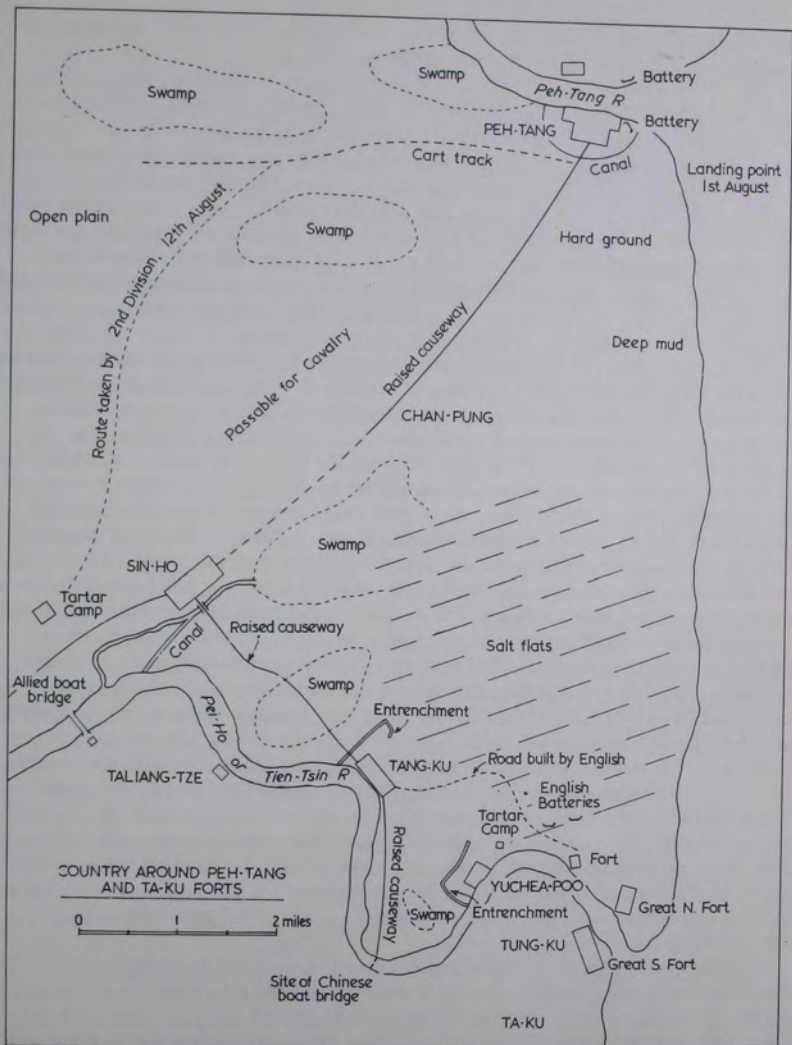 Swamp
Swamp
Battery
Peh-Tang R
PEH-TANG
Battery
Cart track
Canal
Landing point
1st August
Open plain
Swamp
Hard ground
Route taken by 2nd Division, 12th August
Passable for Cavalry
Raised causeway
Deep mud
CHAN-PUNG
Swamp
SIN-HO
Tartar
Camp
Canal
Raised causeway
Salt flats
Allied boat
bridge
Swamp
Pei-Ho or Tien-Tsin R
Entrenchment
TALIANG-TZE
TANG-KU
Road built by English
English
Batteries
Tartar
Camp
Raised causeway
Fort
COUNTRY AROUND PEH-TANG
AND TA-KU FORTS
0 1 2 miles
YUCHEA-POO
Swamp
Entrenchment
Great N. Fort
TUNG-KU
Great S. Fort
Site of Chinese
boat bridge
TA-KU